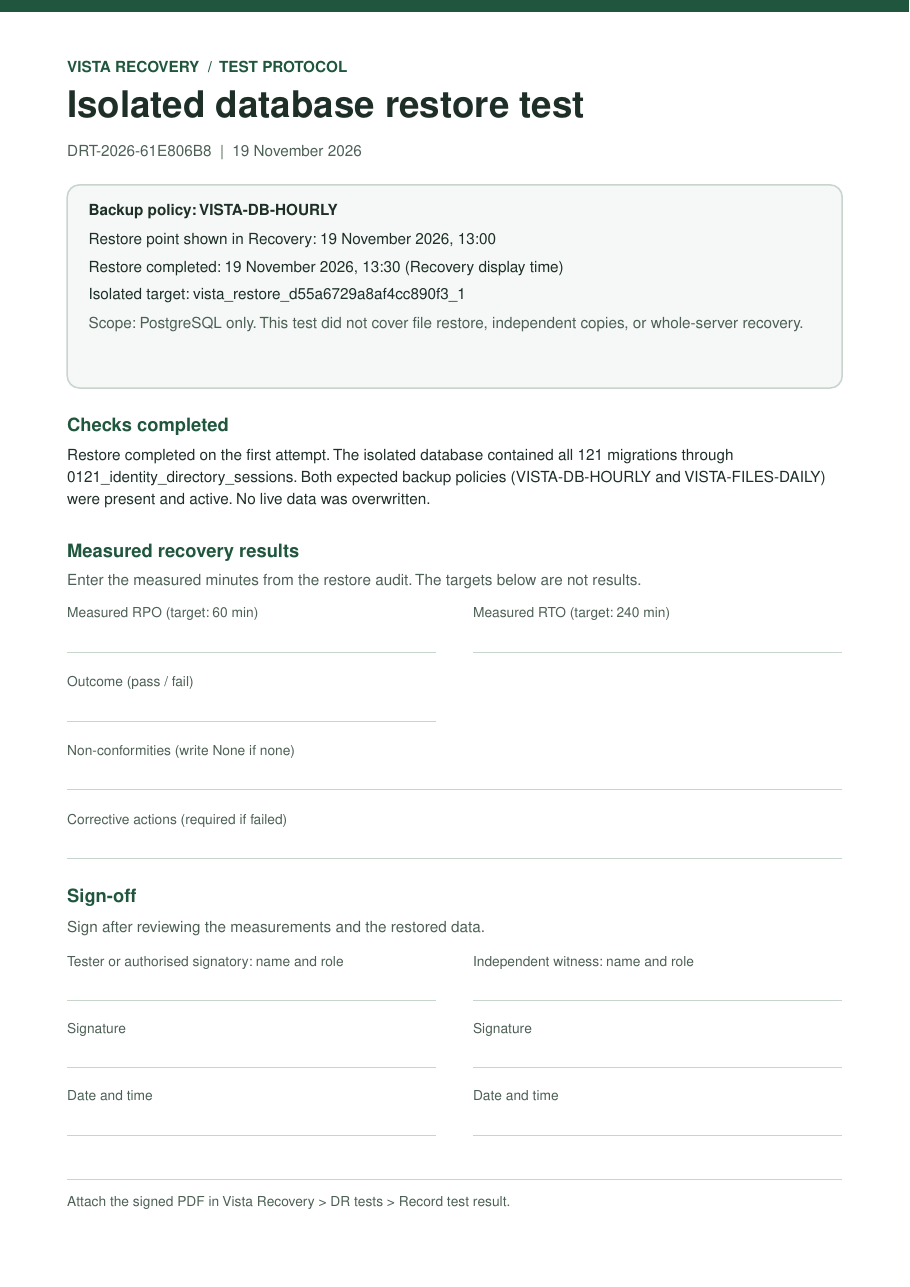 VISTA RECOVERY / TEST PROTOCOL
Isolated database restore test
DRT-2026-61E806B8 | 19 November 2026
Backup policy: VISTA-DB-HOURLY
Restore point shown in Recovery: 19 November 2026, 13:00
Restore completed: 19 November 2026, 13:30 (Recovery display time)
Isolated target: vista_restore_d55a6729a8af4cc890f3_1
Scope: PostgreSQL only. This test did not cover file restore, independent copies, or whole-server recovery.
Checks completed
Restore completed on the first attempt. The isolated database contained all 121 migrations through
0121_identity_directory_sessions. Both expected backup policies (VISTA-DB-HOURLY and VISTA-FILES-DAILY)
were present and active. No live data was overwritten.
Measured recovery results
Enter the measured minutes from the restore audit. The targets below are not results.
Measured RPO (target: 60 min)
Measured RTO (target: 240 min)
Outcome (pass / fail)
Non-conformities (write None if none)
Corrective actions (required if failed)
Sign-off
Sign after reviewing the measurements and the restored data.
Tester or authorised signatory: name and role
Independent witness: name and role
Signature
Signature
Date and time
Date and time
Attach the signed PDF in Vista Recovery > DR tests > Record test result.